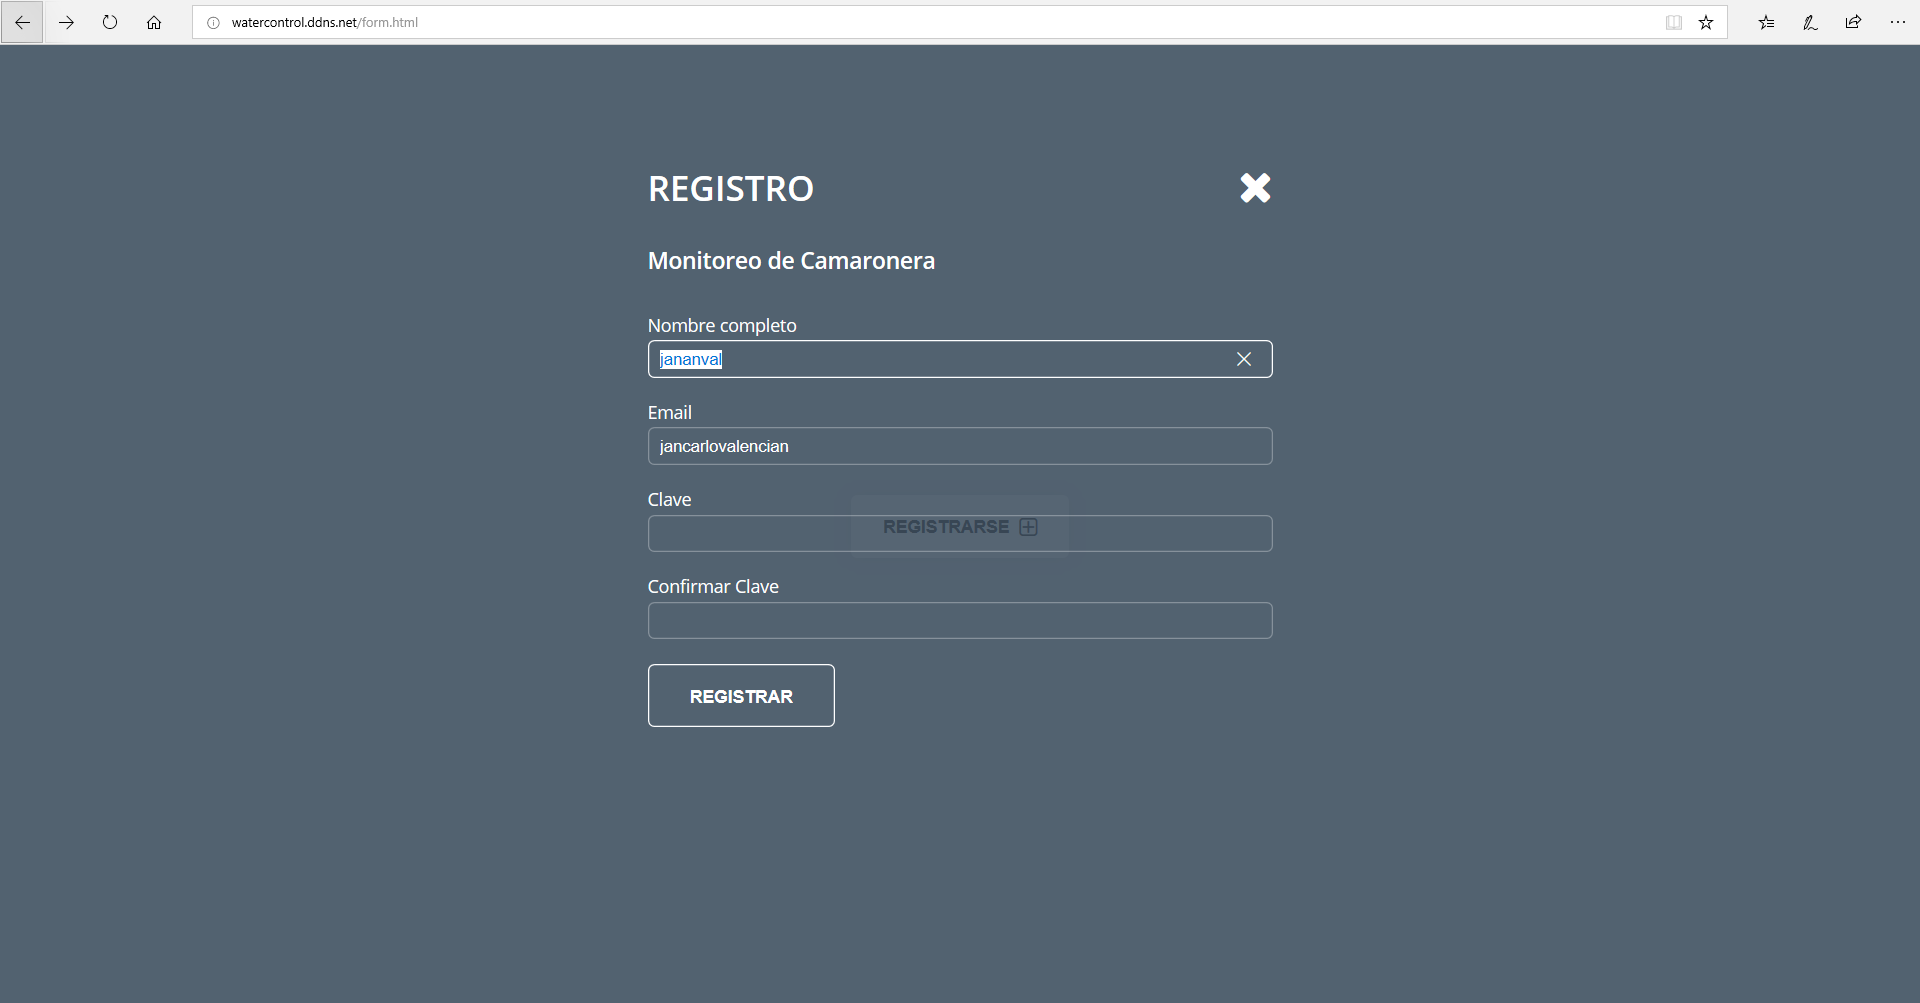 watercontrol.ddns.net/form.html
REGISTRO
Monitoreo de Camaronera
Nombre completo
jananval
Email
jancarlovalencian
Clave
REGISTRARSE
Confirmar Clave
REGISTRAR